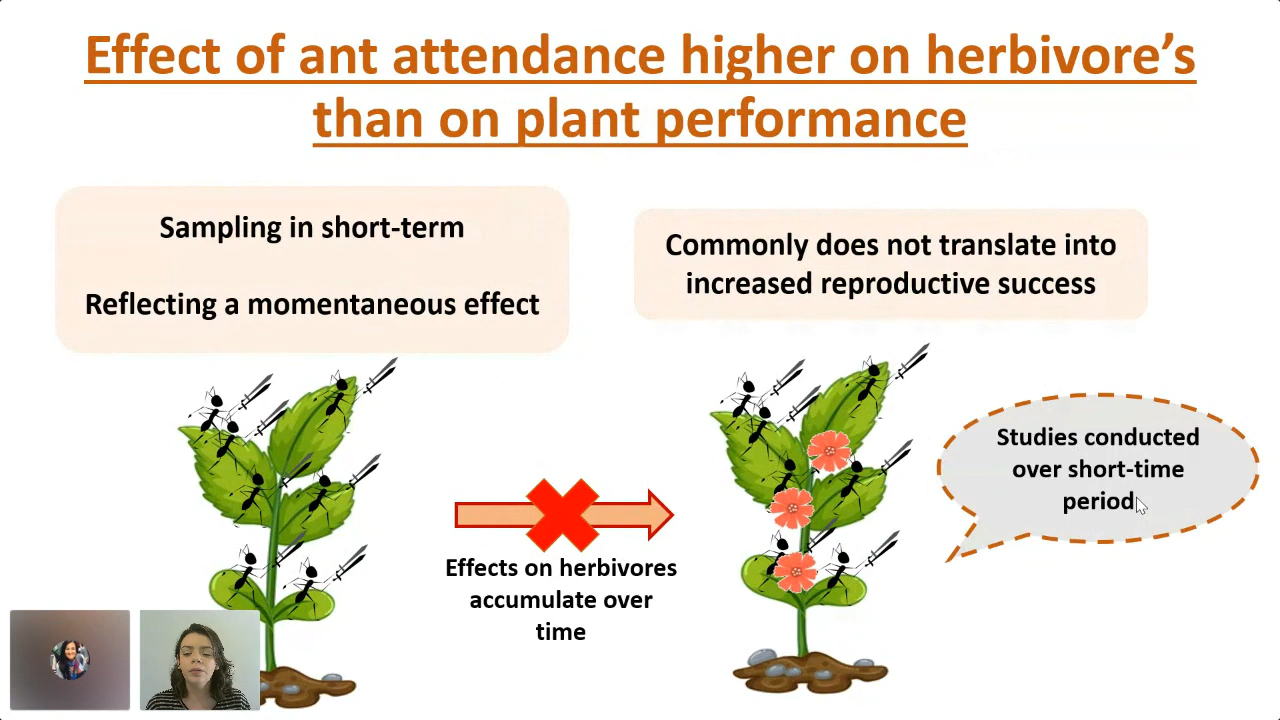 Effect of ant attendance higher on herbivore’s
than on plant performance
Sampling in short-term
Reflecting a momentaneous effect
Commonly does not translate into
increased reproductive success
Effects on herbivores
accumulate over
time
Studies conducted
over short-time
period